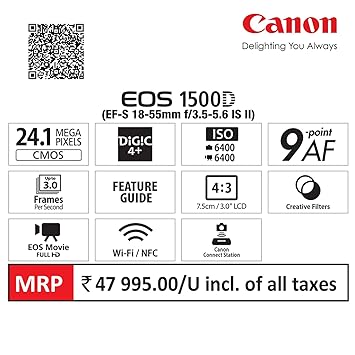 Canon
Delighting You Always
EOS 1500D
(EF-S 18-55mm f/3.5-5.6 IS II)
24.1 MEGA PIXELS
CMOS
DiGiC 4+
ISO
6400
6400
9-point AF
Upto 3.0
Frames
Per Second
FEATURE
GUIDE
4:3
7.5cm / 3.0" LCD
Creative Filters
EOS Movie
FULL HD
Wi-Fi / NFC
Canon
Connect Station
MRP ₹ 47 995.00/U incl. of all taxes